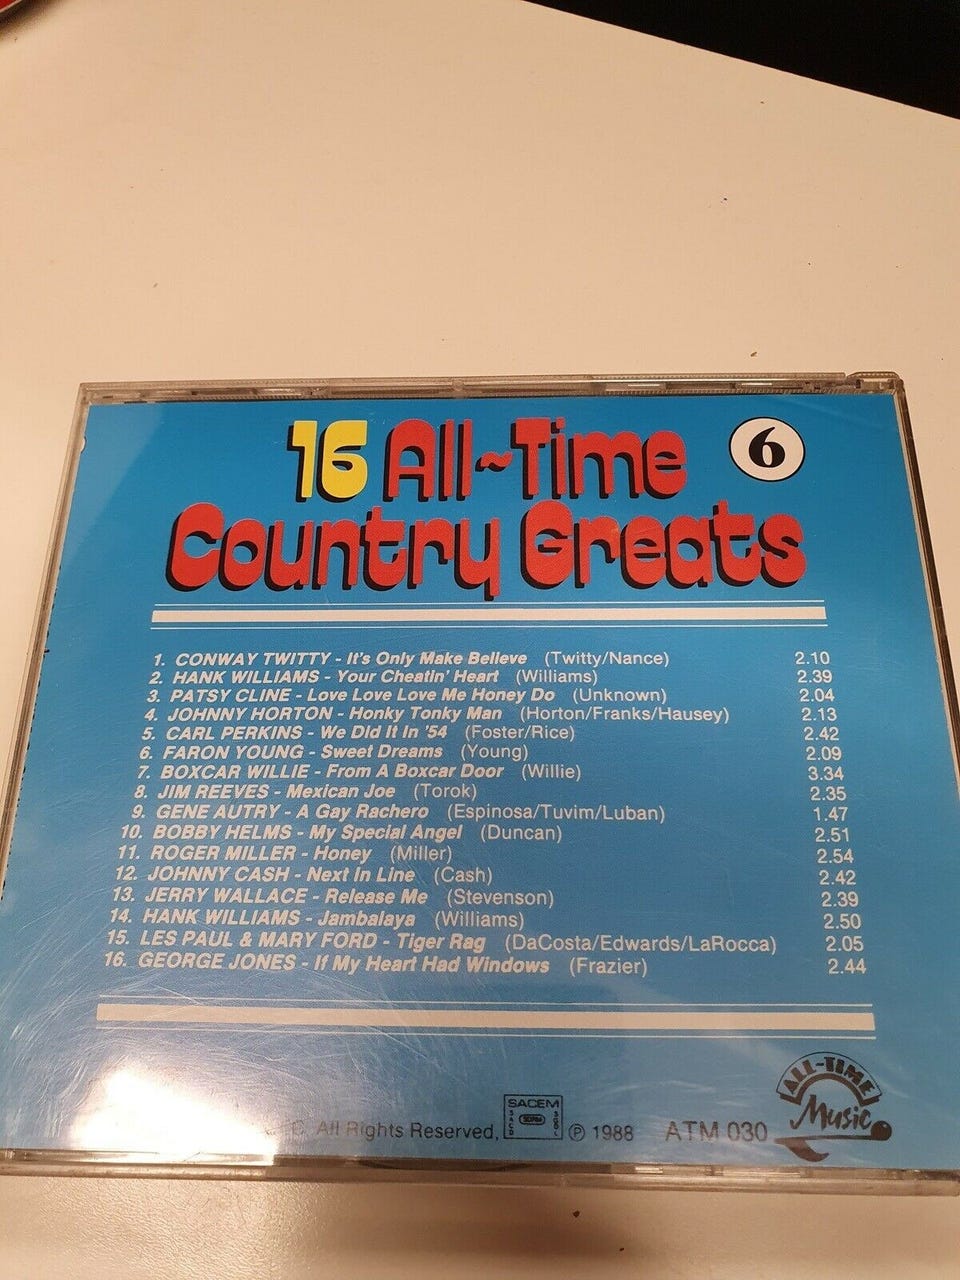 16 All-Time
Country Greats
6
1. CONWAY TWITTY - It's Only Make Believe (Twitty/Nance) 2.10
2. HANK WILLIAMS - Your Cheatin' Heart (Williams) 2.39
3. PATSY CLINE - Love Love Love Me Honey Do (Unknown) 2.04
4. JOHNNY HORTON - Honky Tonky Man (Horton/Franks/Hausey) 2.13
5. CARL PERKINS - We Did It In '54 (Foster/Rice) 2.42
6. FARON YOUNG - Sweet Dreams (Young) 2.09
7. BOXCAR WILLIE - From A Boxcar Door (Willie) 3.34
8. JIM REEVES - Mexican Joe (Torok) 2.35
9. GENE AUTRY - A Gay Rachero (Espinosa/Tuvim/Luban) 1.47
10. BOBBY HELMS - My Special Angel (Duncan) 2.51
11. ROGER MILLER - Honey (Miller) 2.54
12. JOHNNY CASH - Next In Line (Cash) 2.42
13. JERRY WALLACE - Release Me (Stevenson) 2.39
14. HANK WILLIAMS - Jambalaya (Williams) 2.50
15. LES PAUL & MARY FORD - Tiger Rag (DaCosta/Edwards/LaRocca) 2.05
16. GEORGE JONES - If My Heart Had Windows (Frazier) 2.44
All Rights Reserved, SACEM SACD SDRM SGDL ℗ 1988 ATM 030
ALL-TIME
Music